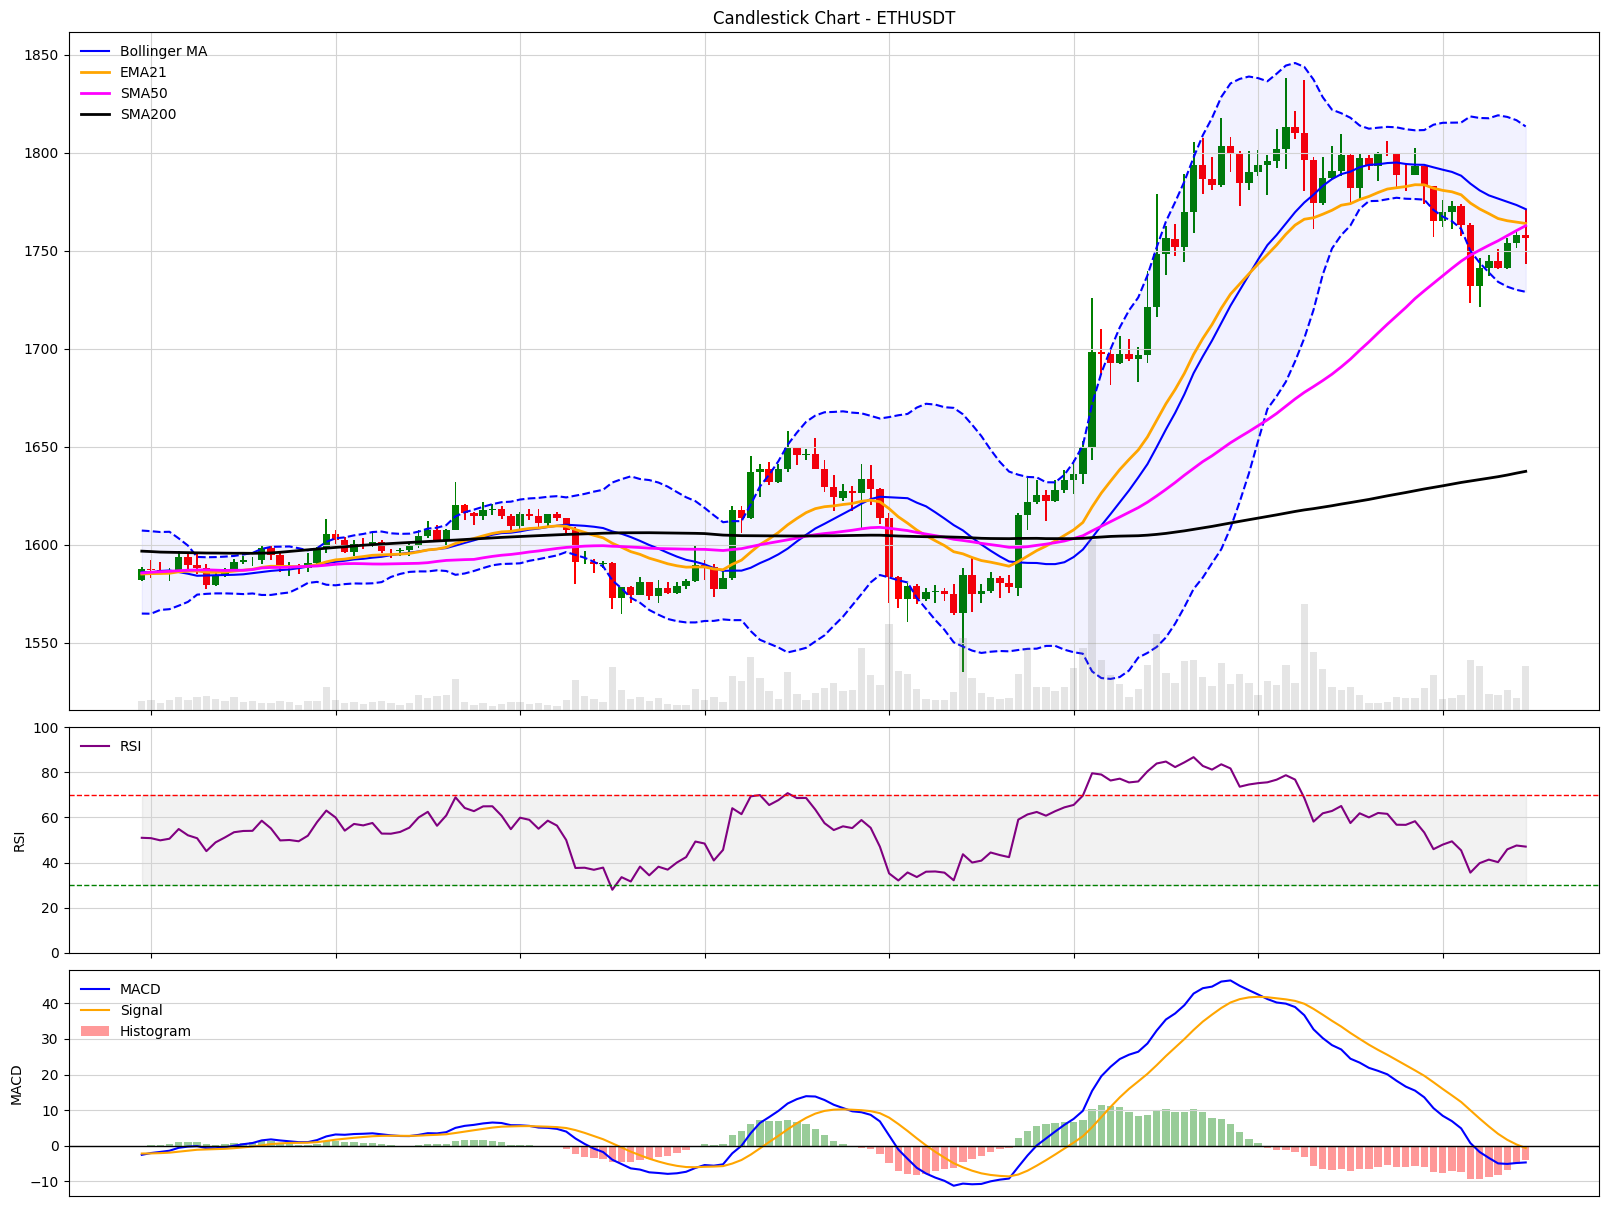 Candlestick Chart - ETHUSDT
Bollinger MA
EMA21
SMA50
SMA200
1850
1800
1750
1700
1650
1600
1550
RSI
RSI
100
80
60
40
20
0
MACD
Signal
Histogram
MACD
40
30
20
10
0
−10